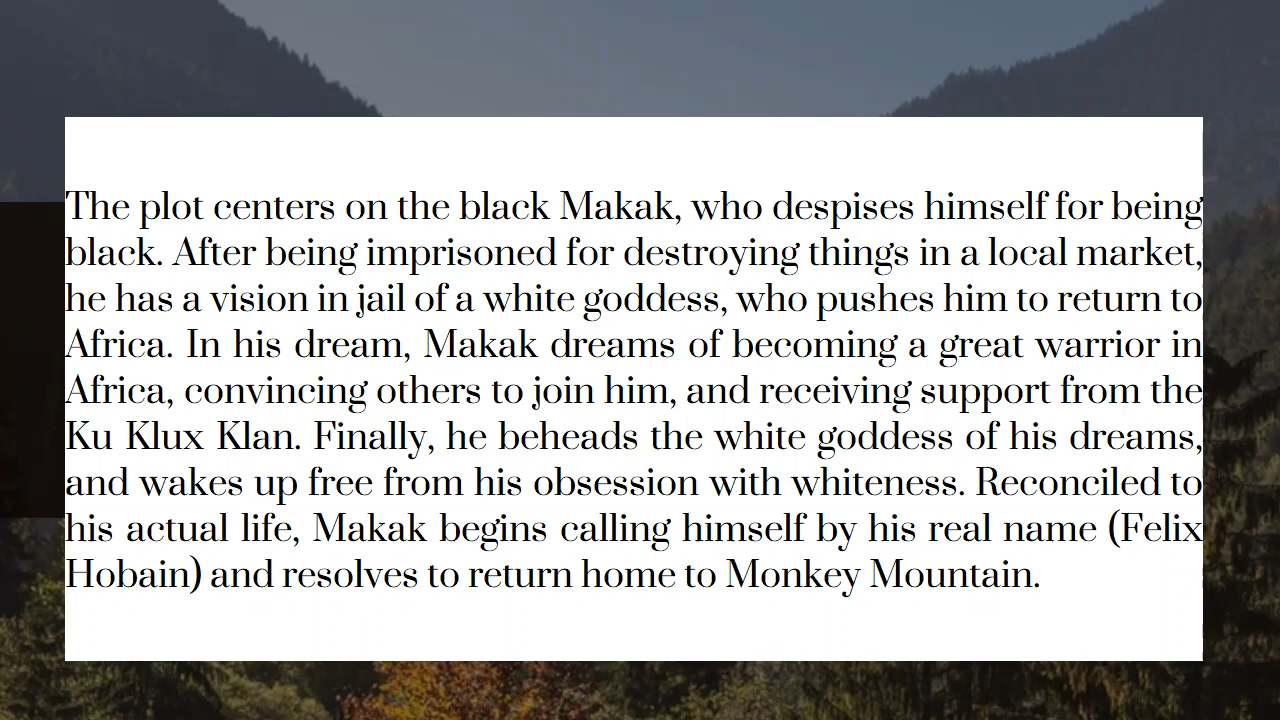 The plot centers on the black Makak, who despises himself for being
black. After being imprisoned for destroying things in a local market,
he has a vision in jail of a white goddess, who pushes him to return to
Africa. In his dream, Makak dreams of becoming a great warrior in
Africa, convincing others to join him, and receiving support from the
Ku Klux Klan. Finally, he beheads the white goddess of his dreams,
and wakes up free from his obsession with whiteness. Reconciled to
his actual life, Makak begins calling himself by his real name (Felix
Hobain) and resolves to return home to Monkey Mountain.